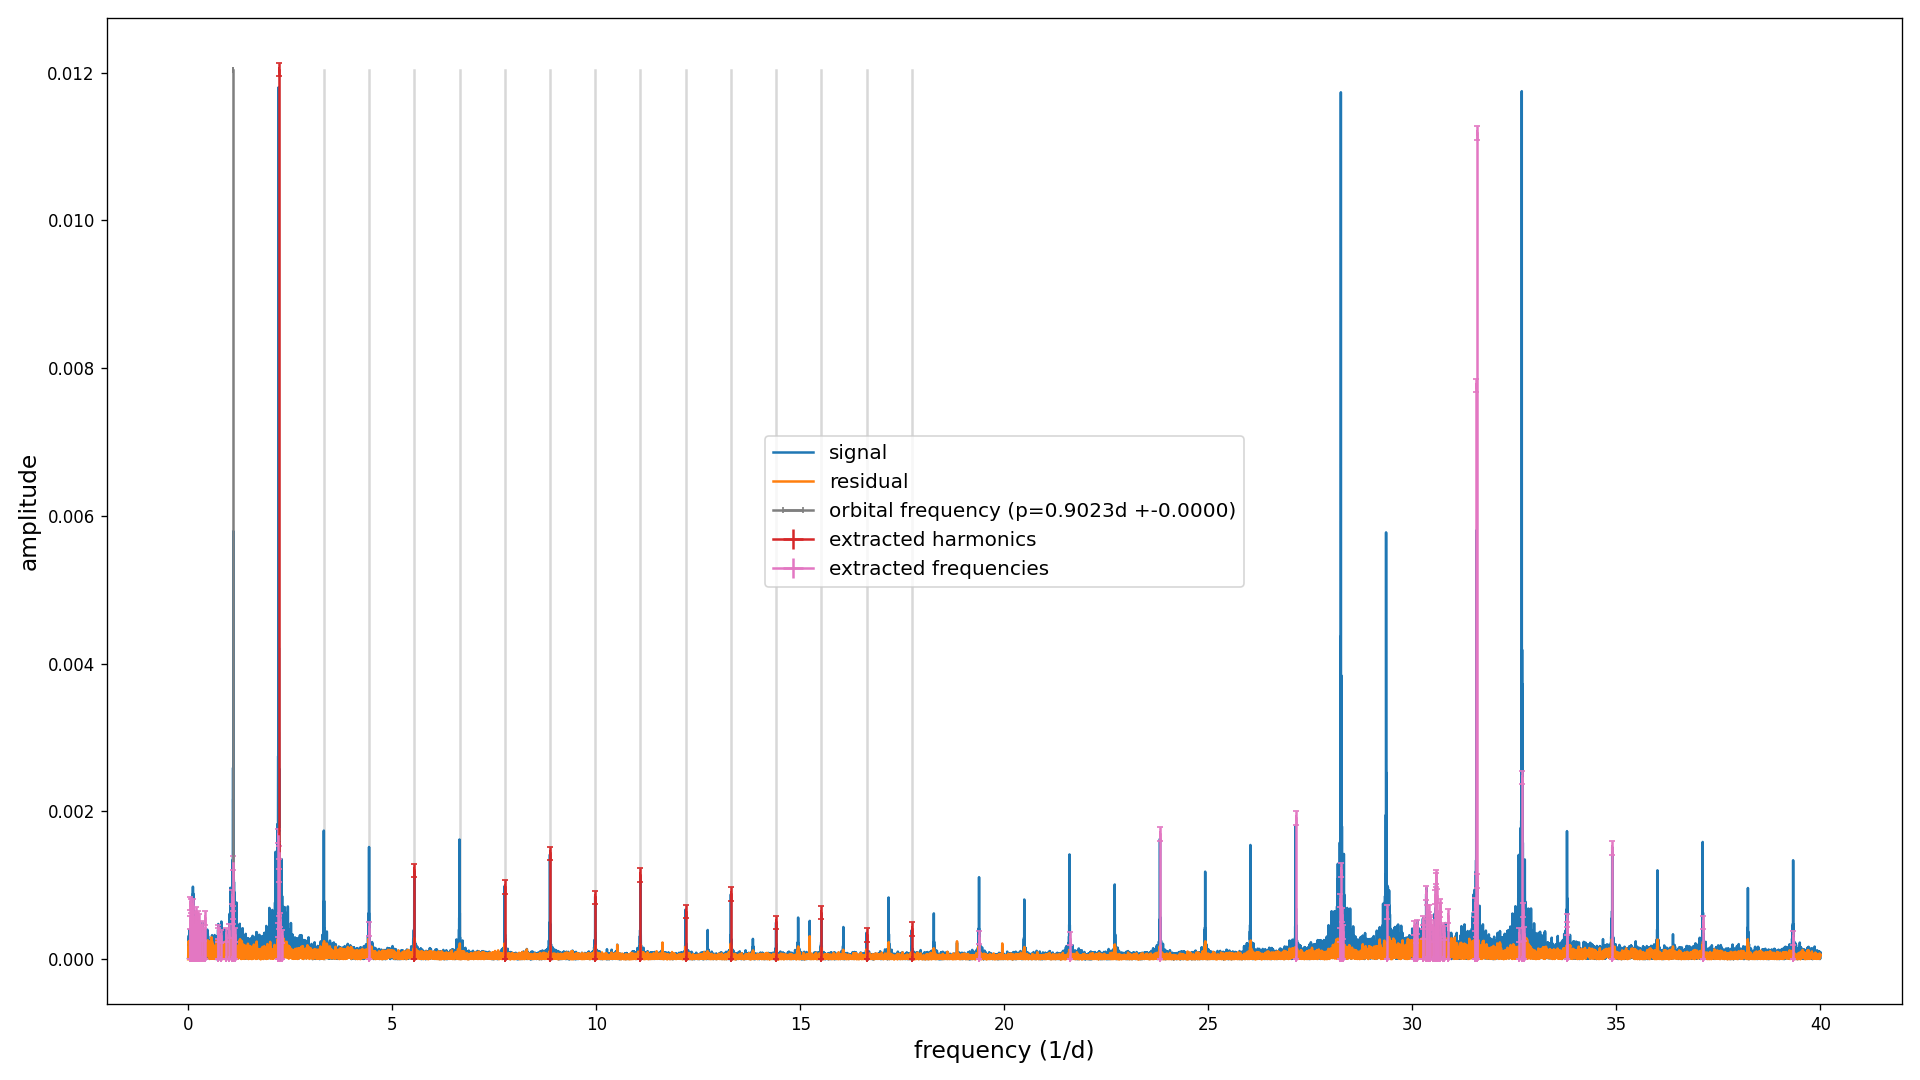 amplitude
0.012
0.010
0.008
0.006
0.004
0.002
0.000
signal
residual
orbital frequency (p=0.9023d +-0.0000)
extracted harmonics
extracted frequencies
0 5 10 15 20 25 30 35 40
frequency (1/d)